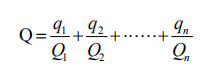 Q = q₁/Q₁ + q₂/Q₂ + ······ + qₙ/Qₙ